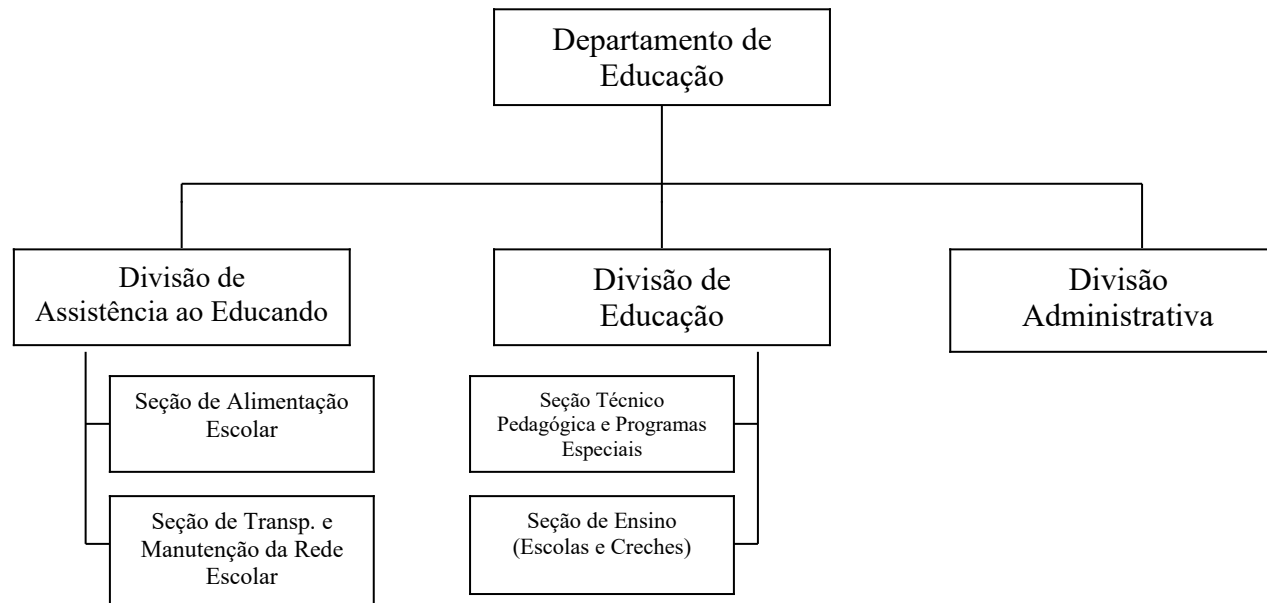 Departamento de
Educação
Divisão de
Assistência ao Educando
Divisão de
Educação
Divisão
Administrativa
Seção de Alimentação
Escolar
Seção Técnico
Pedagógica e Programas
Especiais
Seção de Transp. e
Manutenção da Rede
Escolar
Seção de Ensino
(Escolas e Creches)